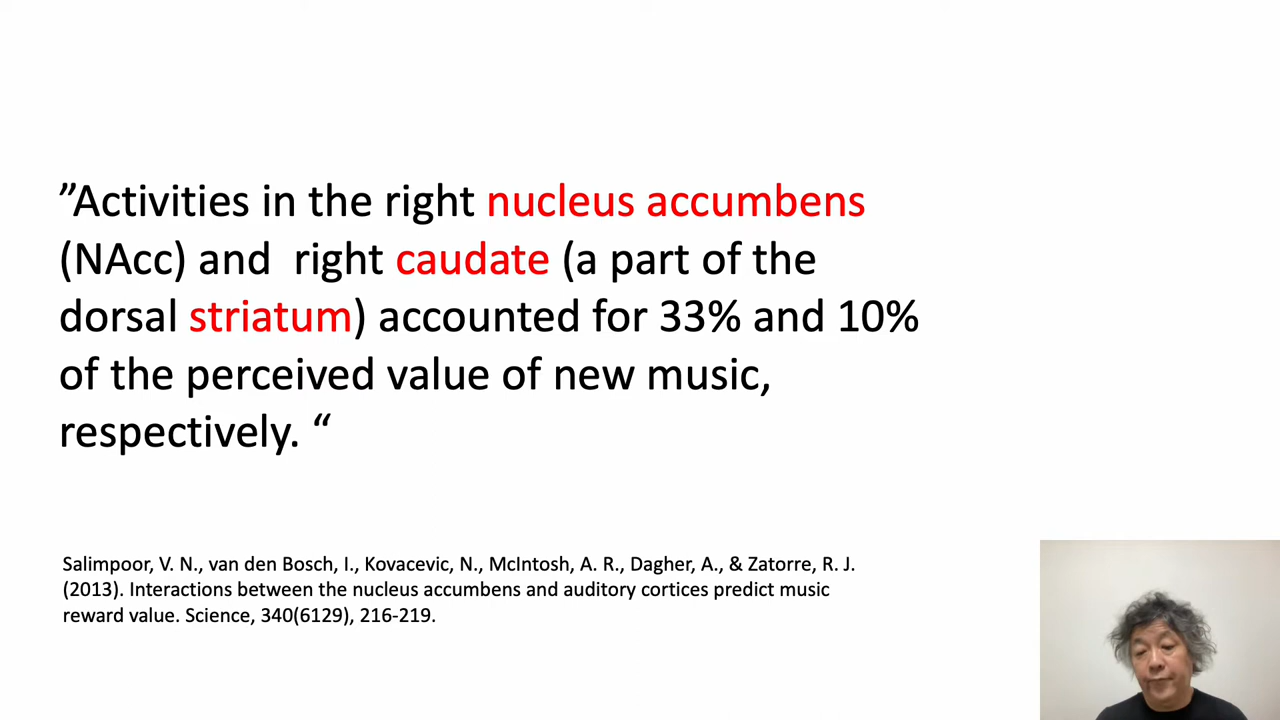 ”Activities in the right nucleus accumbens
(NAcc) and  right caudate (a part of the
dorsal striatum) accounted for 33% and 10%
of the perceived value of new music,
respectively. “
Salimpoor, V. N., van den Bosch, I., Kovacevic, N., McIntosh, A. R., Dagher, A., & Zatorre, R. J.
(2013). Interactions between the nucleus accumbens and auditory cortices predict music
reward value. Science, 340(6129), 216-219.